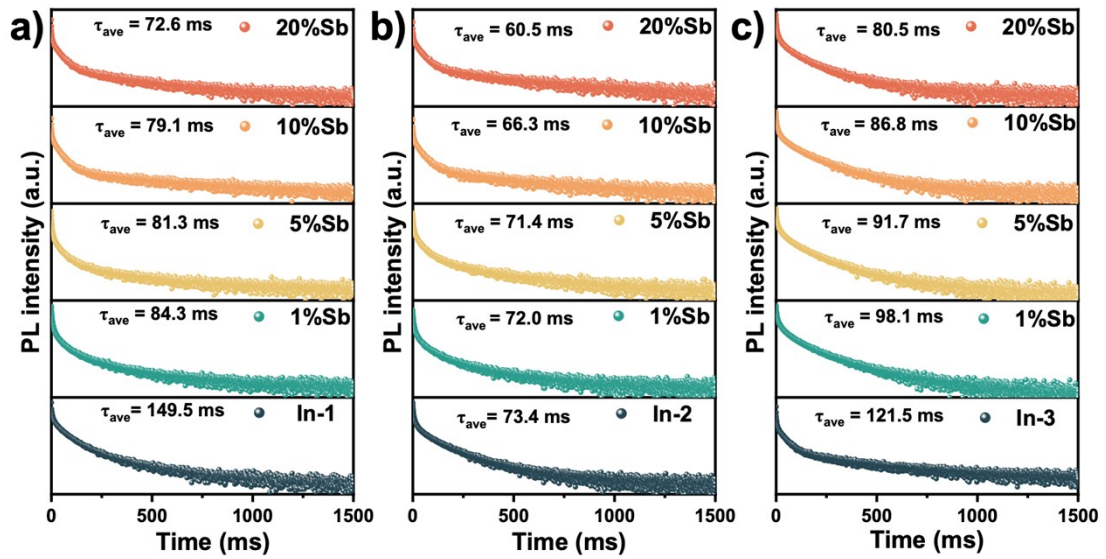 a)
PL intensity (a.u.)
τave = 72.6 ms 20%Sb
τave = 79.1 ms 10%Sb
τave = 81.3 ms 5%Sb
τave = 84.3 ms 1%Sb
τave = 149.5 ms In-1
0 500 1000 1500
Time (ms)
b)
PL intensity (a.u.)
τave = 60.5 ms 20%Sb
τave = 66.3 ms 10%Sb
τave = 71.4 ms 5%Sb
τave = 72.0 ms 1%Sb
τave = 73.4 ms In-2
0 500 1000 1500
Time (ms)
c)
PL intensity (a.u.)
τave = 80.5 ms 20%Sb
τave = 86.8 ms 10%Sb
τave = 91.7 ms 5%Sb
τave = 98.1 ms 1%Sb
τave = 121.5 ms In-3
0 500 1000 1500
Time (ms)